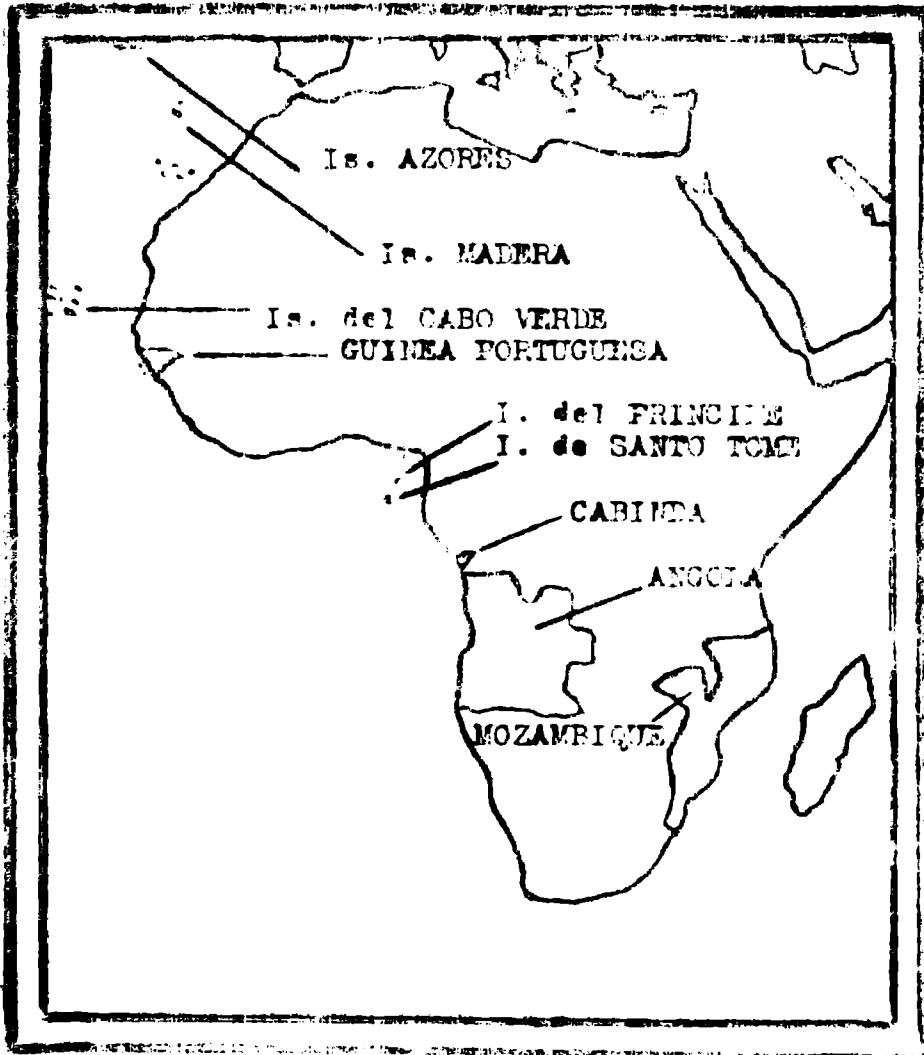 Is. AZORES
Is. MADERA
Is. del CABO VERDE
GUINEA PORTUGUESA
I. del PRINCIPE
I. de SANTO TOME
CABINDA
ANGOLA
MOZAMBIQUE